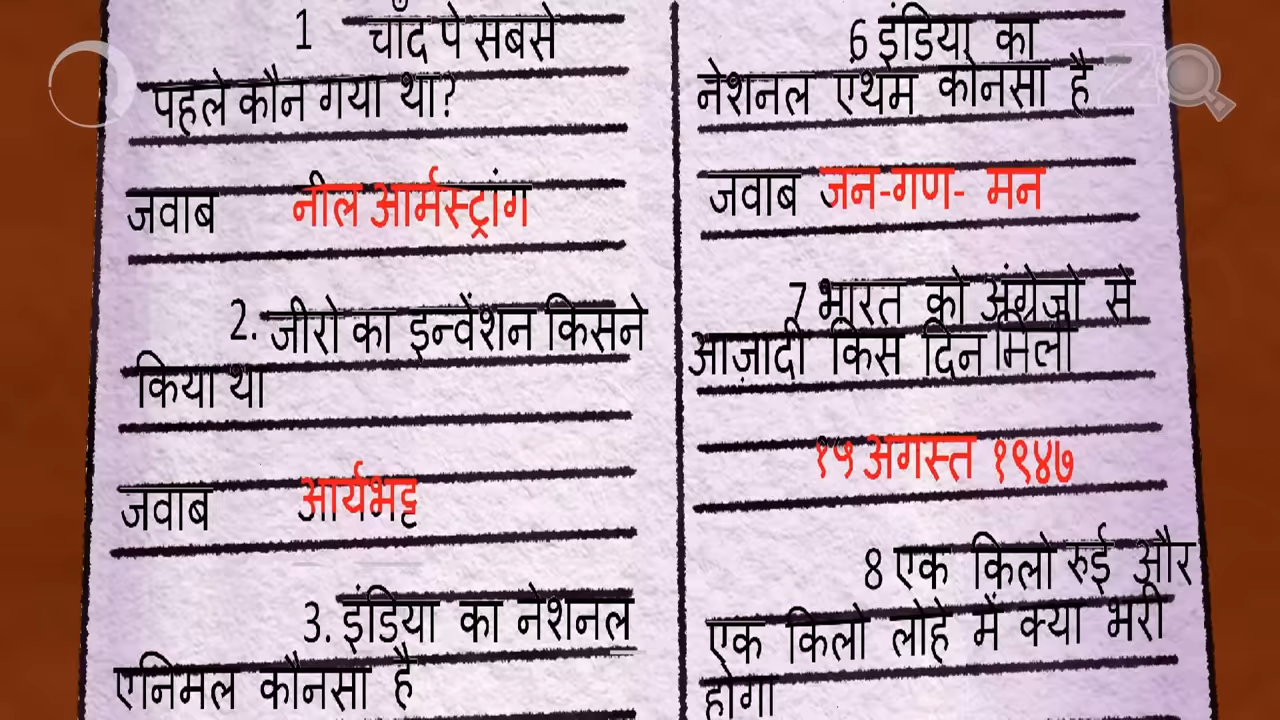 1 चाँद पे सबसे
पहले कौन गया था?
जवाब नील आर्मस्ट्रांग
2. जीरो का इन्वेंशन किसने
किया था
जवाब आर्यभट्ट
3. इंडिया का नेशनल
एनिमल कौनसा है
6 इंडिया का
नेशनल एंथम कोनसा है
जवाब जन-गण- मन
7 भारत को अंग्रेजो से
आज़ादी किस दिन मिली
१५ अगस्त १९४७
8 एक किलो रुई और
एक किलो लोहे में क्या भरी
होगा